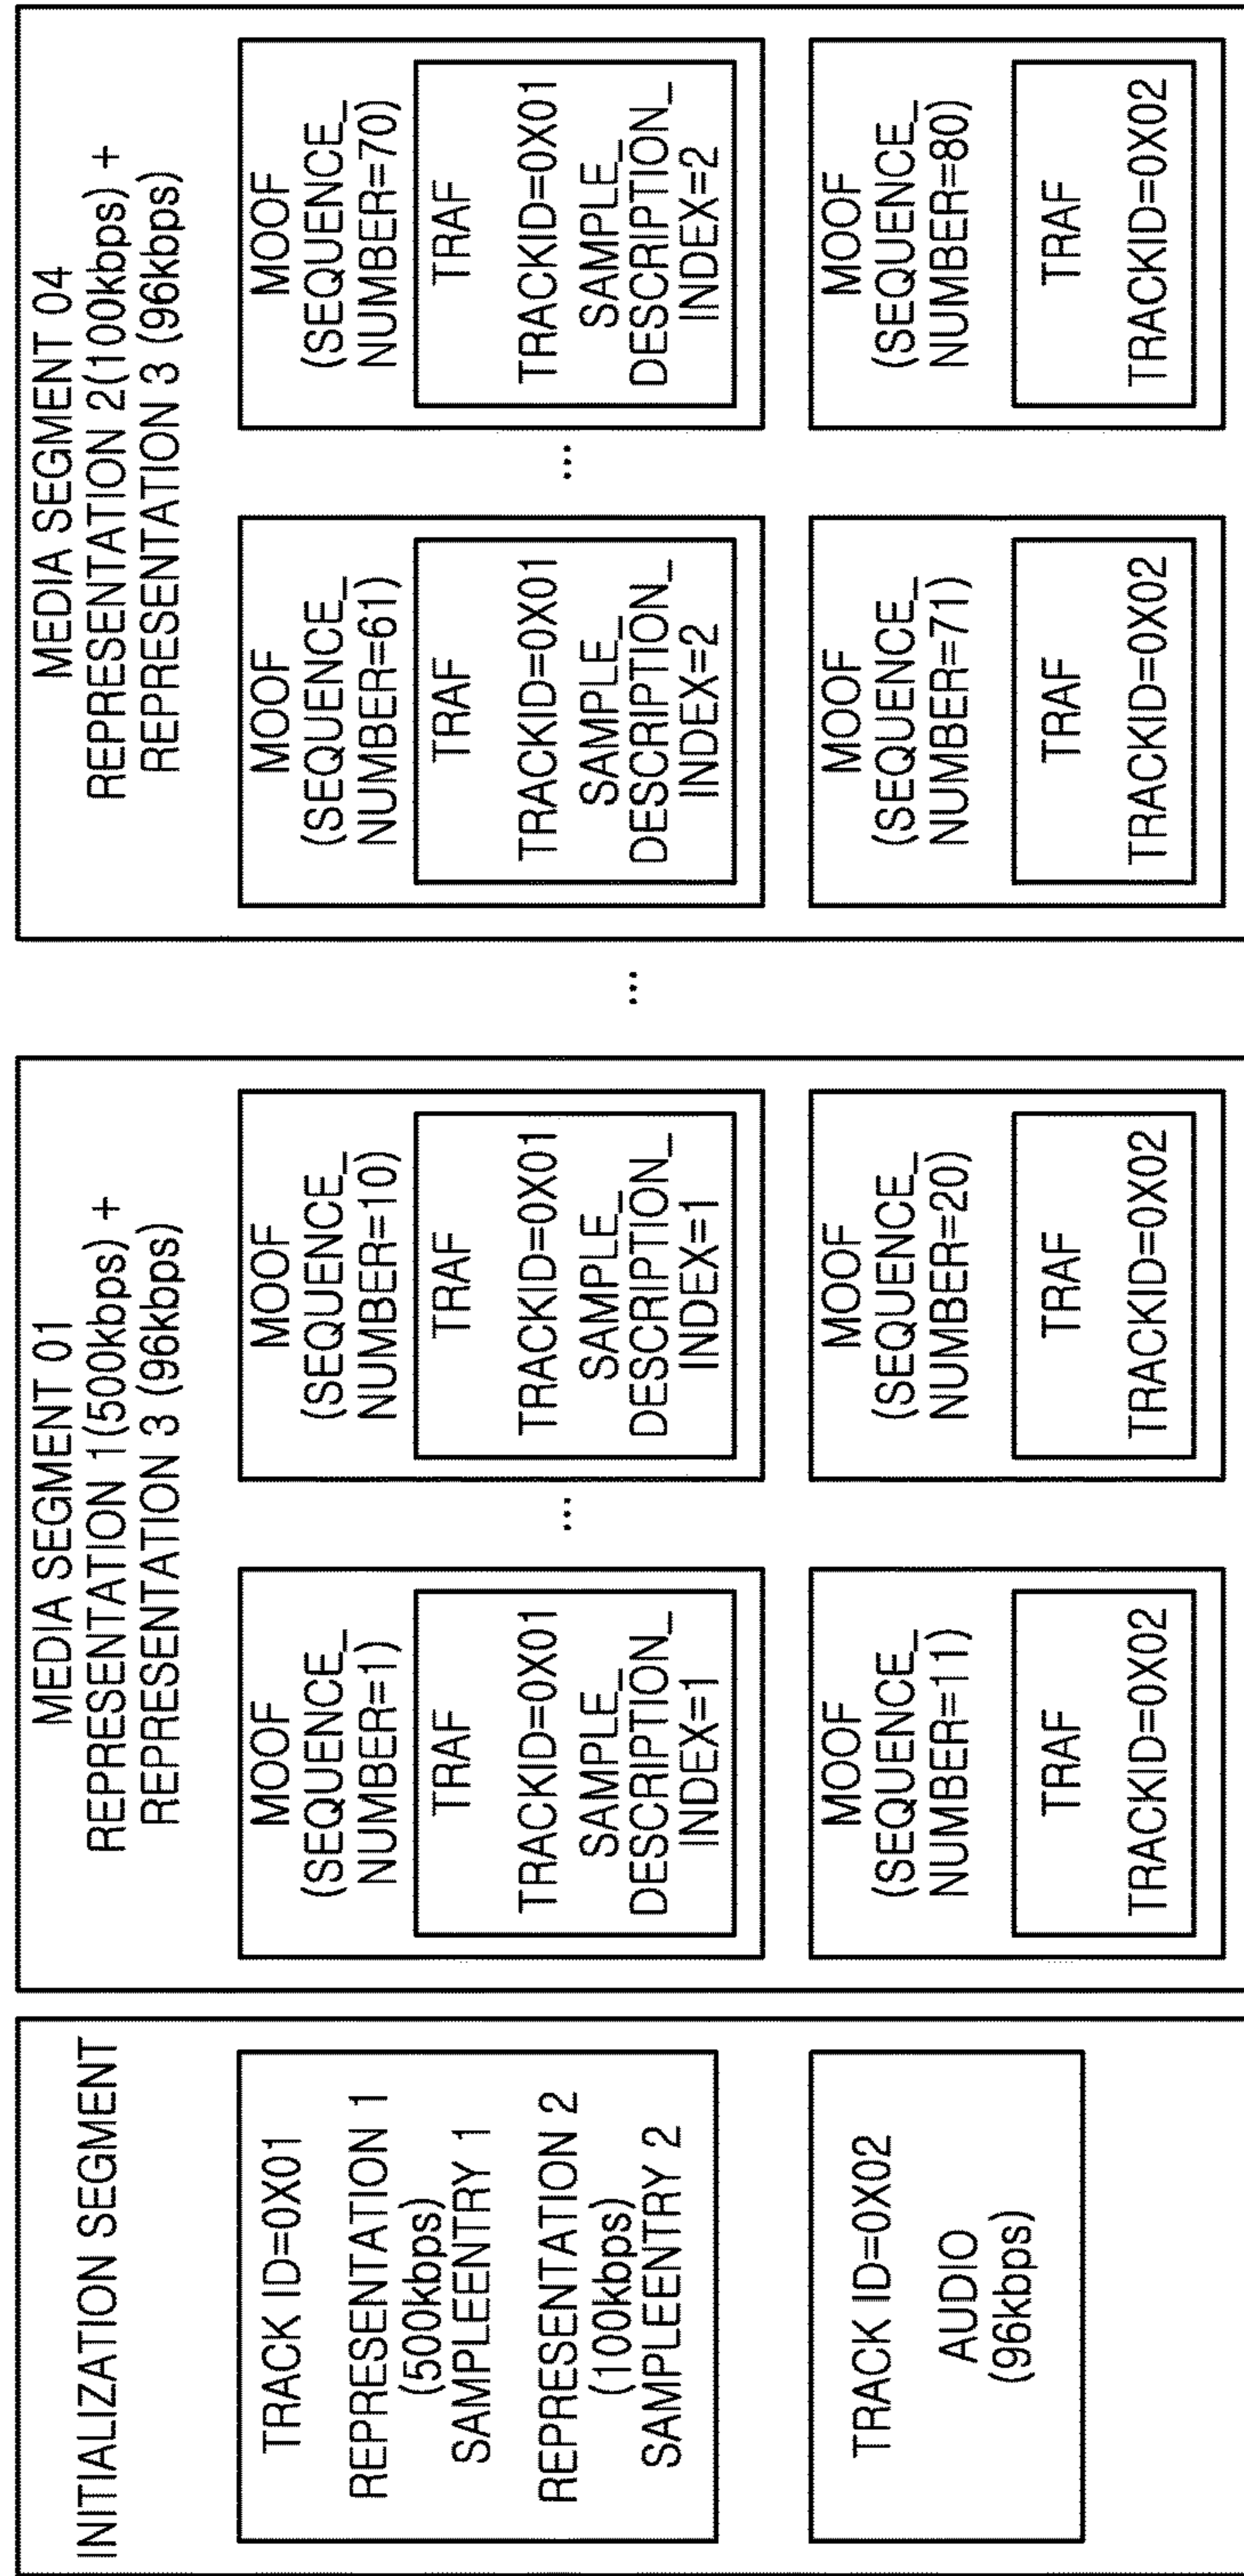 INITIALIZATION SEGMENT
TRACK ID=0X01
REPRESENTATION 1
(500kbps)
SAMPLEENTRY 1
REPRESENTATION 2
(100kbps)
SAMPLEENTRY 2
TRACK ID=0X02
AUDIO
(96kbps)
MEDIA SEGMENT 01
REPRESENTATION 1(500kbps) +
REPRESENTATION 3 (96kbps)
MOOF
(SEQUENCE_
NUMBER=1)
TRAF
TRACKID=0X01
SAMPLE_
DESCRIPTION_
INDEX=1
...
MOOF
(SEQUENCE_
NUMBER=10)
TRAF
TRACKID=0X01
SAMPLE_
DESCRIPTION_
INDEX=1
MOOF
(SEQUENCE_
NUMBER=11)
TRAF
TRACKID=0X02
MOOF
(SEQUENCE_
NUMBER=20)
TRAF
TRACKID=0X02
...
MEDIA SEGMENT 04
REPRESENTATION 2(100kbps) +
REPRESENTATION 3 (96kbps)
MOOF
(SEQUENCE_
NUMBER=61)
TRAF
TRACKID=0X01
SAMPLE_
DESCRIPTION_
INDEX=2
...
MOOF
(SEQUENCE_
NUMBER=70)
TRAF
TRACKID=0X01
SAMPLE_
DESCRIPTION_
INDEX=2
MOOF
(SEQUENCE_
NUMBER=71)
TRAF
TRACKID=0X02
MOOF
(SEQUENCE_
NUMBER=80)
TRAF
TRACKID=0X02